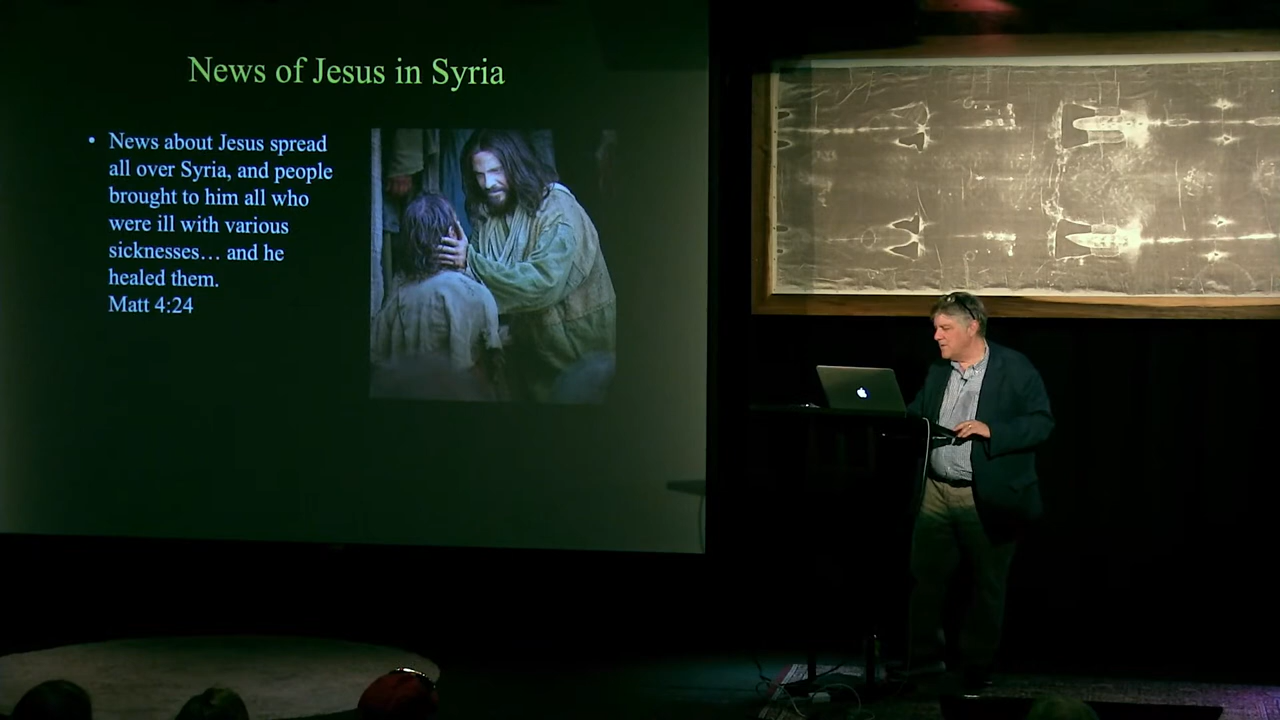 News of Jesus in Syria
• News about Jesus spread
all over Syria, and people
brought to him all who
were ill with various
sicknesses… and he
healed them.
Matt 4:24